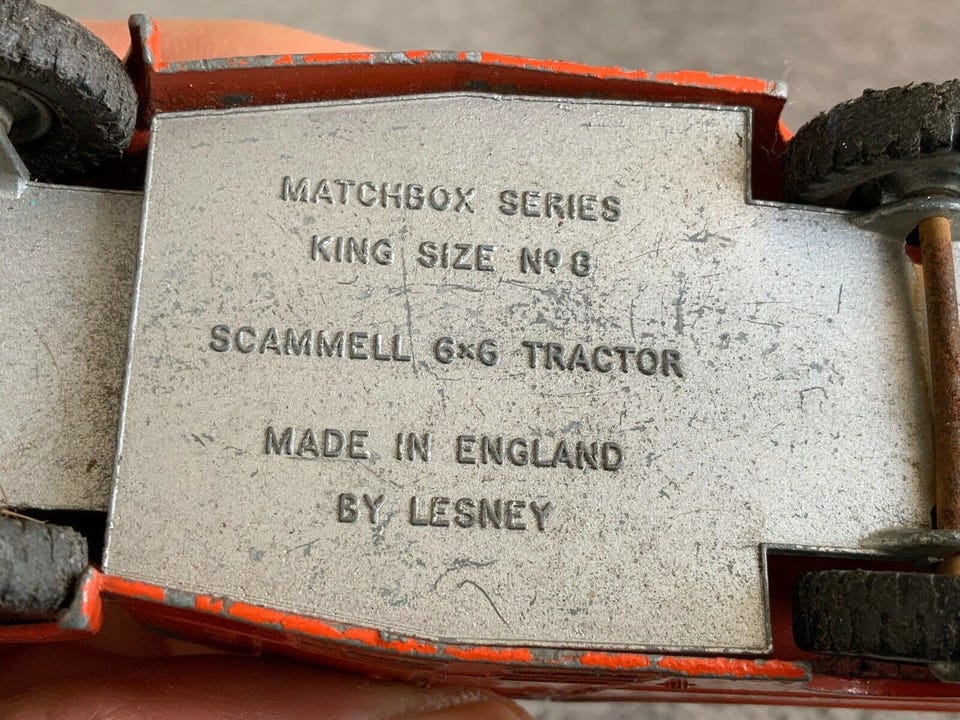 MATCHBOX SERIES
KING SIZE Nº 8
SCAMMELL 6×6 TRACTOR
MADE IN ENGLAND
BY LESNEY